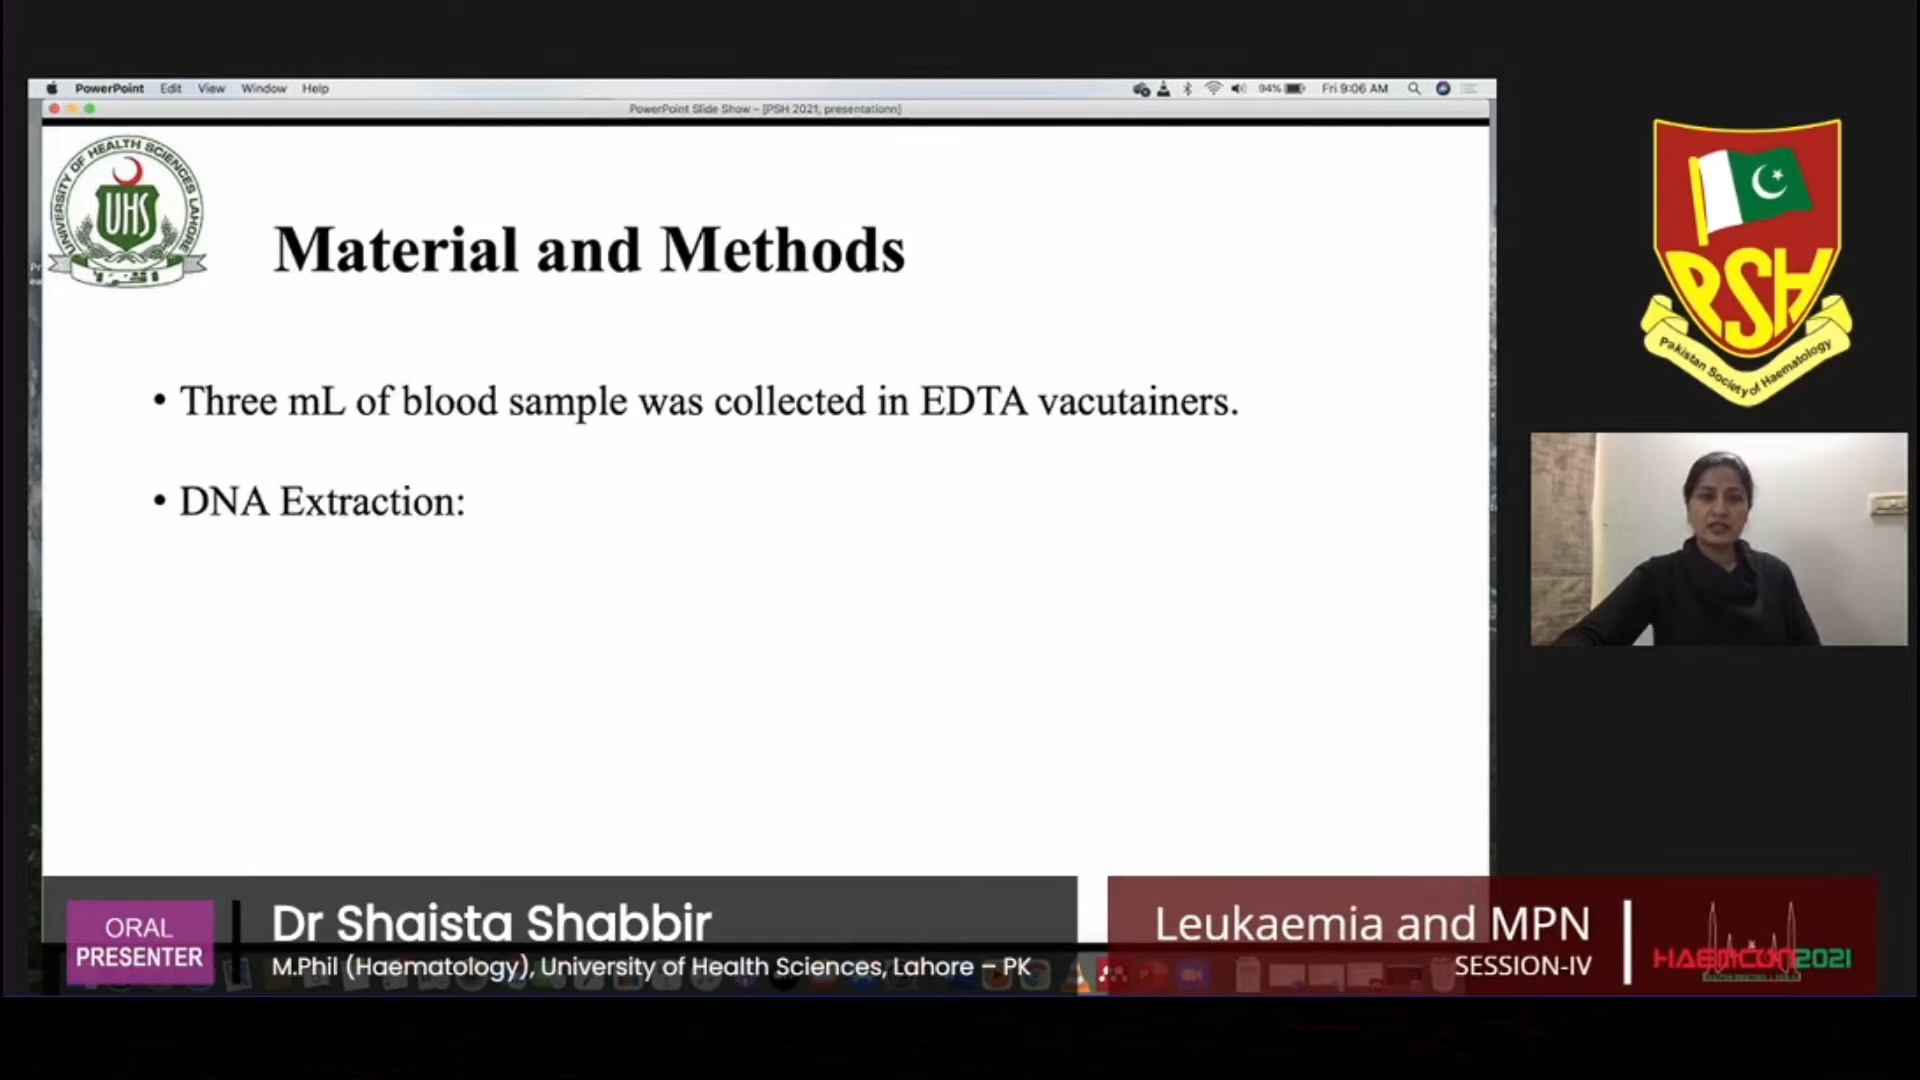 PowerPoint Edit View Window Help
94% Fri 9:06 AM
PowerPoint Slide Show - [PSH 2021, presentationn]
UNIVERSITY OF HEALTH SCIENCES LAHORE
UHS
Material and Methods
• Three mL of blood sample was collected in EDTA vacutainers.
• DNA Extraction:
PSH
Pakistan Society of Haematology
ORAL
PRESENTER
Dr Shaista Shabbir
M.Phil (Haematology), University of Health Sciences, Lahore – PK
Leukaemia and MPN
SESSION-IV
HAEMCON2021